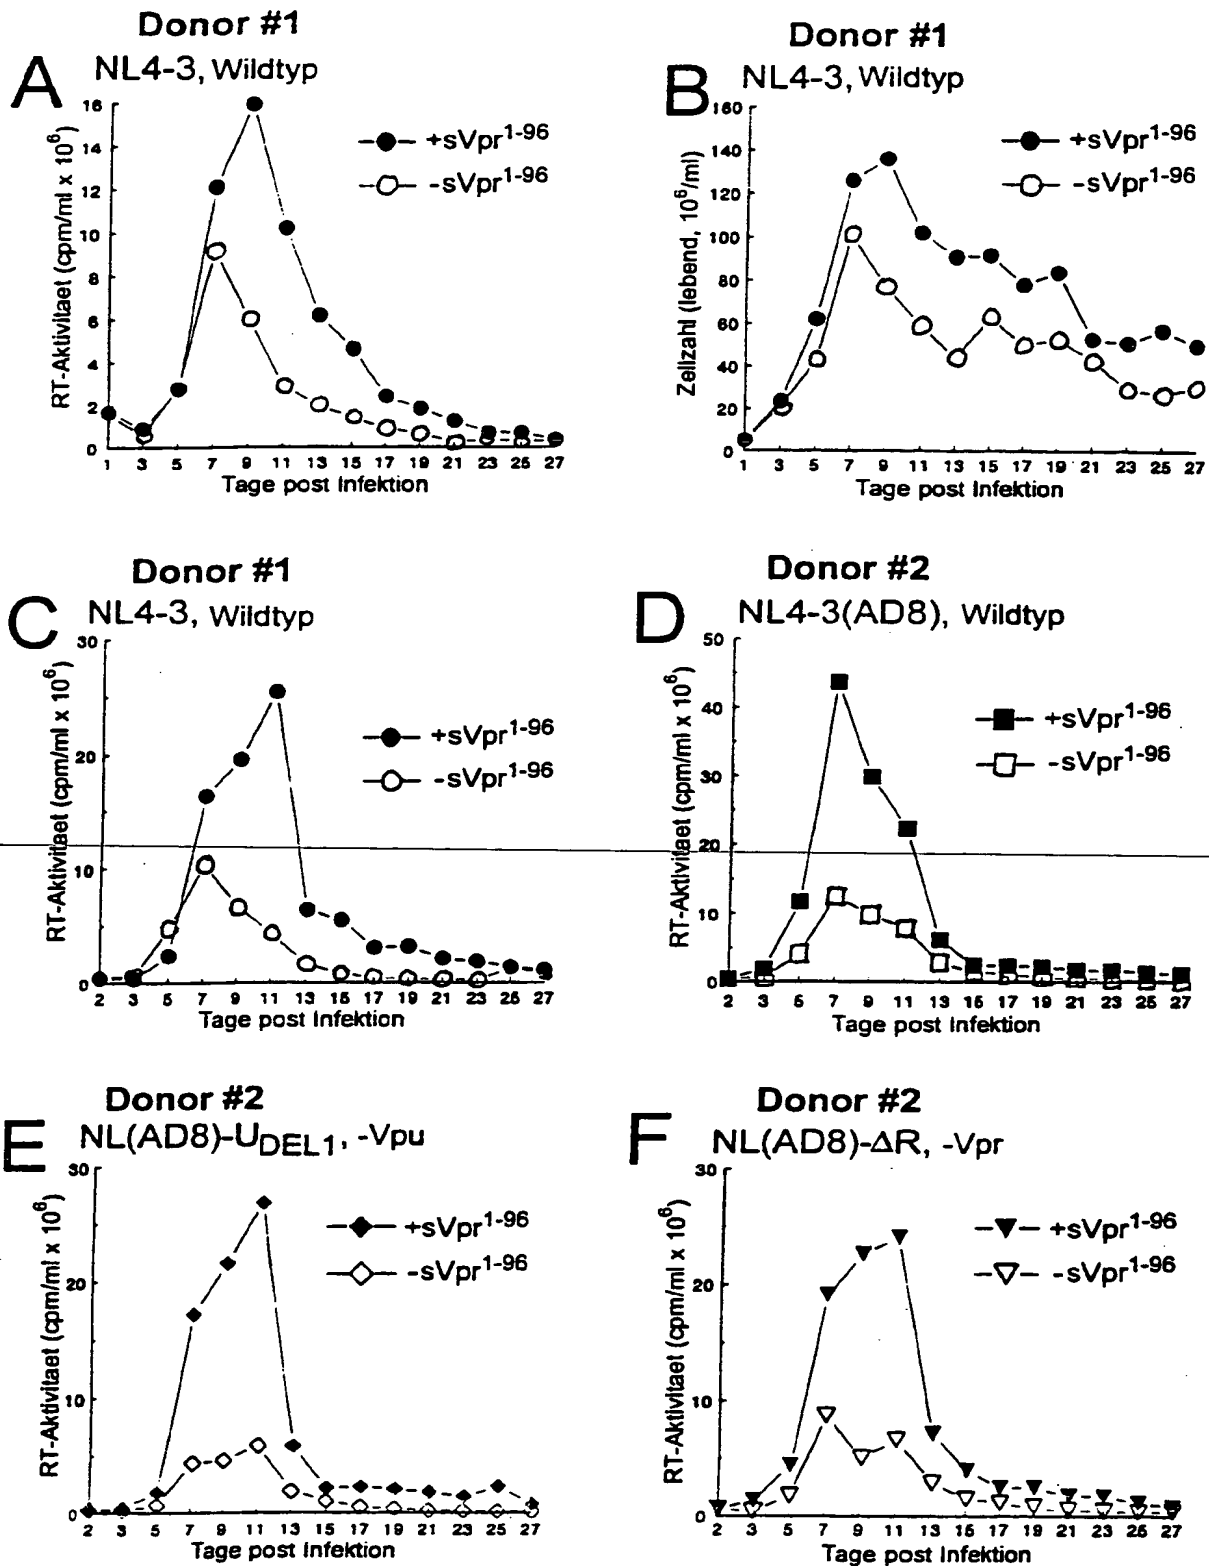 Donor #1
A NL4-3, Wildtyp
RT-Aktivitaet (cpm/ml x 10⁶)
16
14
12
10
8
6
4
2
0
+sVpr¹⁻⁹⁶
-sVpr¹⁻⁹⁶
1 3 5 7 9 11 13 15 17 19 21 23 25 27
Tage post Infektion
Donor #1
B NL4-3, Wildtyp
Zellzahl (lebend, 10⁶/ml)
160
140
120
100
80
60
40
20
0
+sVpr¹⁻⁹⁶
-sVpr¹⁻⁹⁶
1 3 5 7 9 11 13 15 17 19 21 23 25 27
Tage post Infektion
Donor #1
C NL4-3, Wildtyp
RT-Aktivitaet (cpm/ml x 10⁶)
30
20
10
0
+sVpr¹⁻⁹⁶
-sVpr¹⁻⁹⁶
2 3 5 7 9 11 13 15 17 19 21 23 25 27
Tage post Infektion
Donor #2
D NL4-3(AD8), Wildtyp
RT-Aktivitaet (cpm/ml x 10⁶)
50
40
30
20
10
0
+sVpr¹⁻⁹⁶
-sVpr¹⁻⁹⁶
2 3 5 7 9 11 13 15 17 19 21 23 25 27
Tage post Infektion
Donor #2
E NL(AD8)-U_DEL1, -Vpu
RT-Aktivitaet (cpm/ml x 10⁶)
30
20
10
0
+sVpr¹⁻⁹⁶
-sVpr¹⁻⁹⁶
2 3 5 7 9 11 13 15 17 19 21 23 25 27
Tage post Infektion
Donor #2
F NL(AD8)-ΔR, -Vpr
RT-Aktivitaet (cpm/ml x 10⁶)
30
20
10
0
+sVpr¹⁻⁹⁶
-sVpr¹⁻⁹⁶
2 3 5 7 9 11 13 15 17 19 21 23 25 27
Tage post Infektion